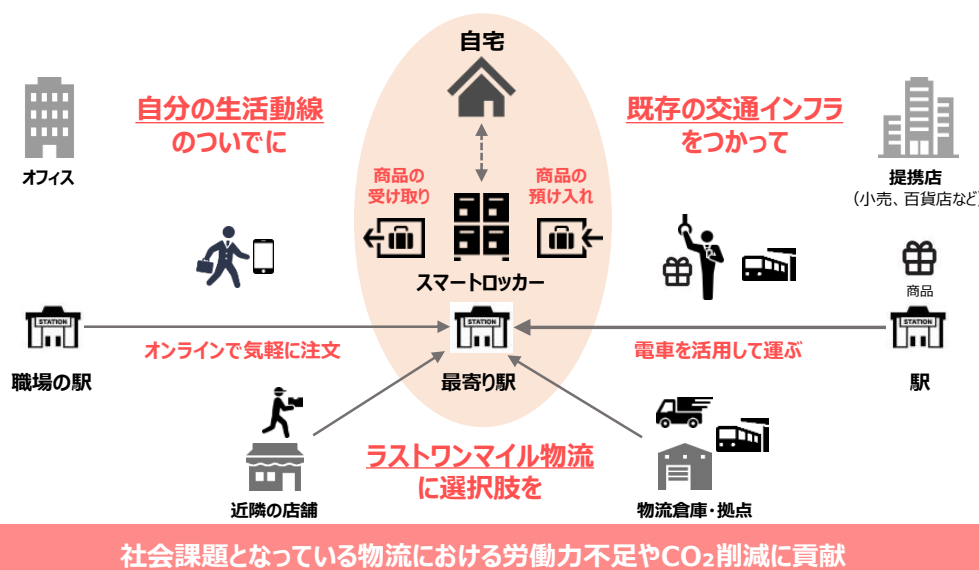 自宅
オフィス
自分の生活動線
のついでに
既存の交通インフラ
をつかって
提携店
(小売、百貨店など)
商品の
受け取り
商品の
預け入れ
スマートロッカー
商品
STATION
STATION
STATION
オンラインで気軽に注文
電車を活用して運ぶ
職場の駅
最寄り駅
駅
ラストワンマイル物流
に選択肢を
近隣の店舗
物流倉庫・拠点
社会課題となっている物流における労働力不足やCO₂削減に貢献